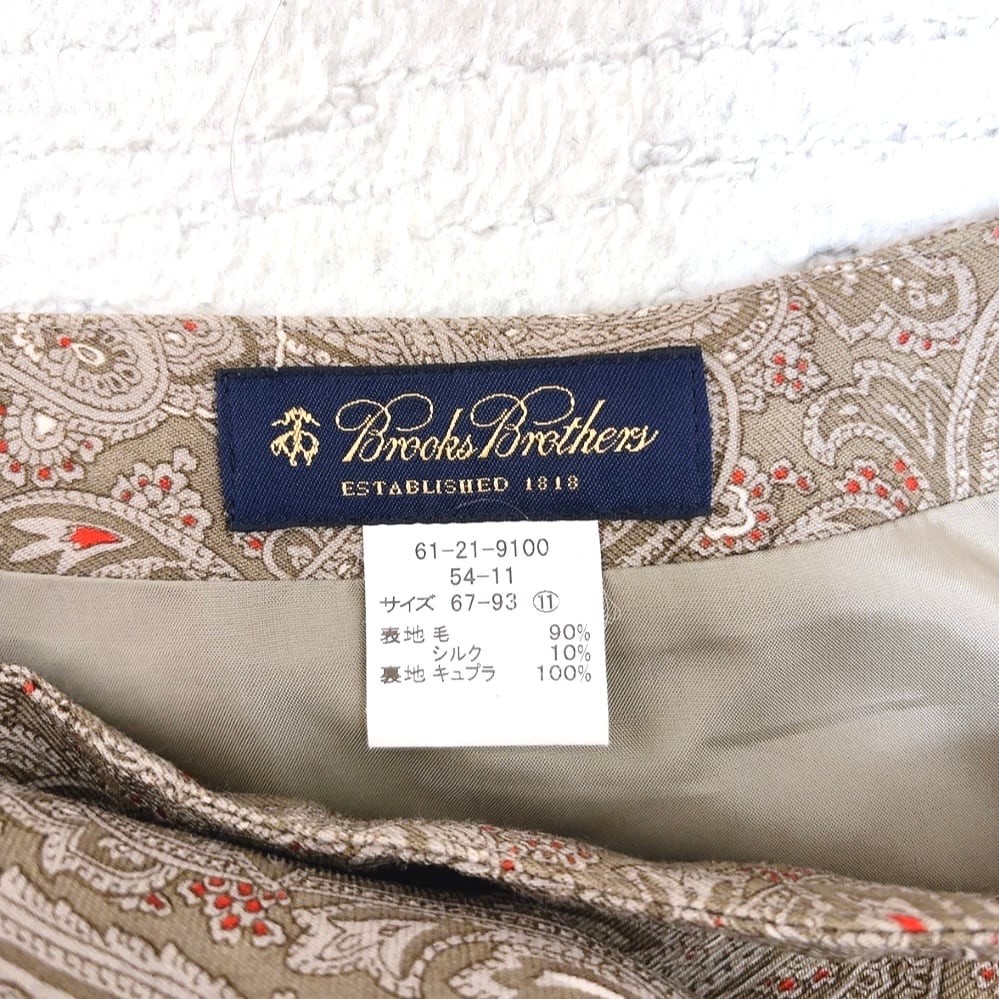 Brooks Brothers
ESTABLISHED 1818
61-21-9100
54-11
サイズ 67-93 ⑪
表地 毛 90%
シルク 10%
裏地 キュプラ 100%